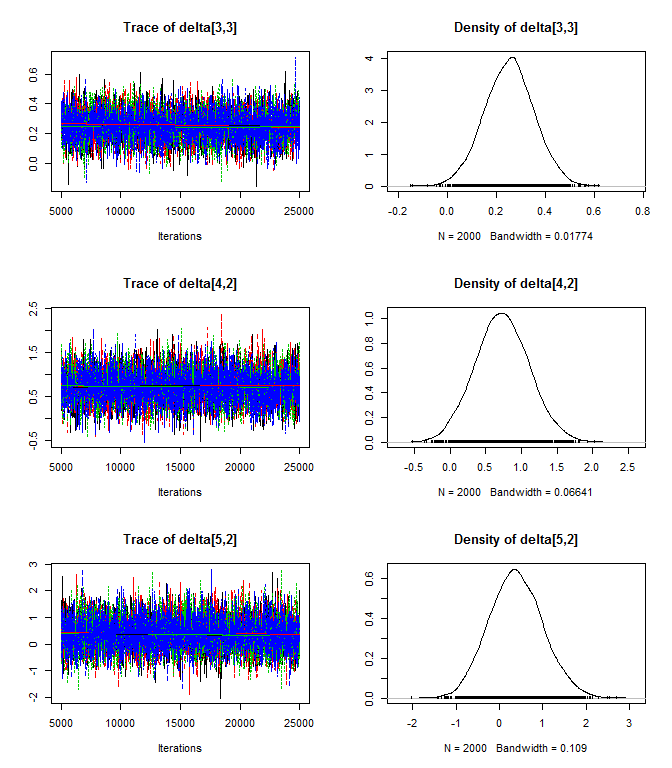 Trace of delta[3,3]
0.0 0.2 0.4 0.6
5000 10000 15000 20000 25000
Iterations
Density of delta[3,3]
0 1 2 3 4
-0.2 0.0 0.2 0.4 0.6 0.8
N = 2000 Bandwidth = 0.01774
Trace of delta[4,2]
-0.5 0.5 1.5 2.5
5000 10000 15000 20000 25000
Iterations
Density of delta[4,2]
0.0 0.2 0.4 0.6 0.8 1.0
-0.5 0.0 0.5 1.0 1.5 2.0 2.5
N = 2000 Bandwidth = 0.06641
Trace of delta[5,2]
-2 -1 0 1 2 3
5000 10000 15000 20000 25000
Iterations
Density of delta[5,2]
0.0 0.2 0.4 0.6
-2 -1 0 1 2 3
N = 2000 Bandwidth = 0.109